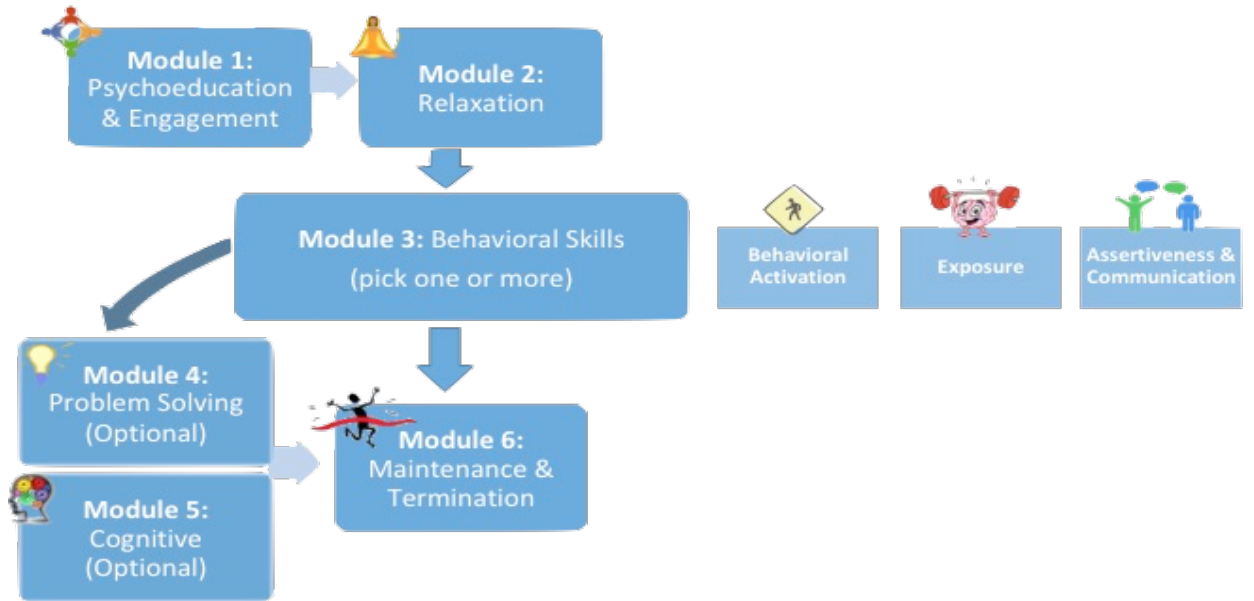 Module 1:
Psychoeducation
& Engagement
Module 2:
Relaxation
Module 3: Behavioral Skills
(pick one or more)
Behavioral
Activation
Exposure
Assertiveness &
Communication
Module 4:
Problem Solving
(Optional)
Module 5:
Cognitive
(Optional)
Module 6:
Maintenance &
Termination